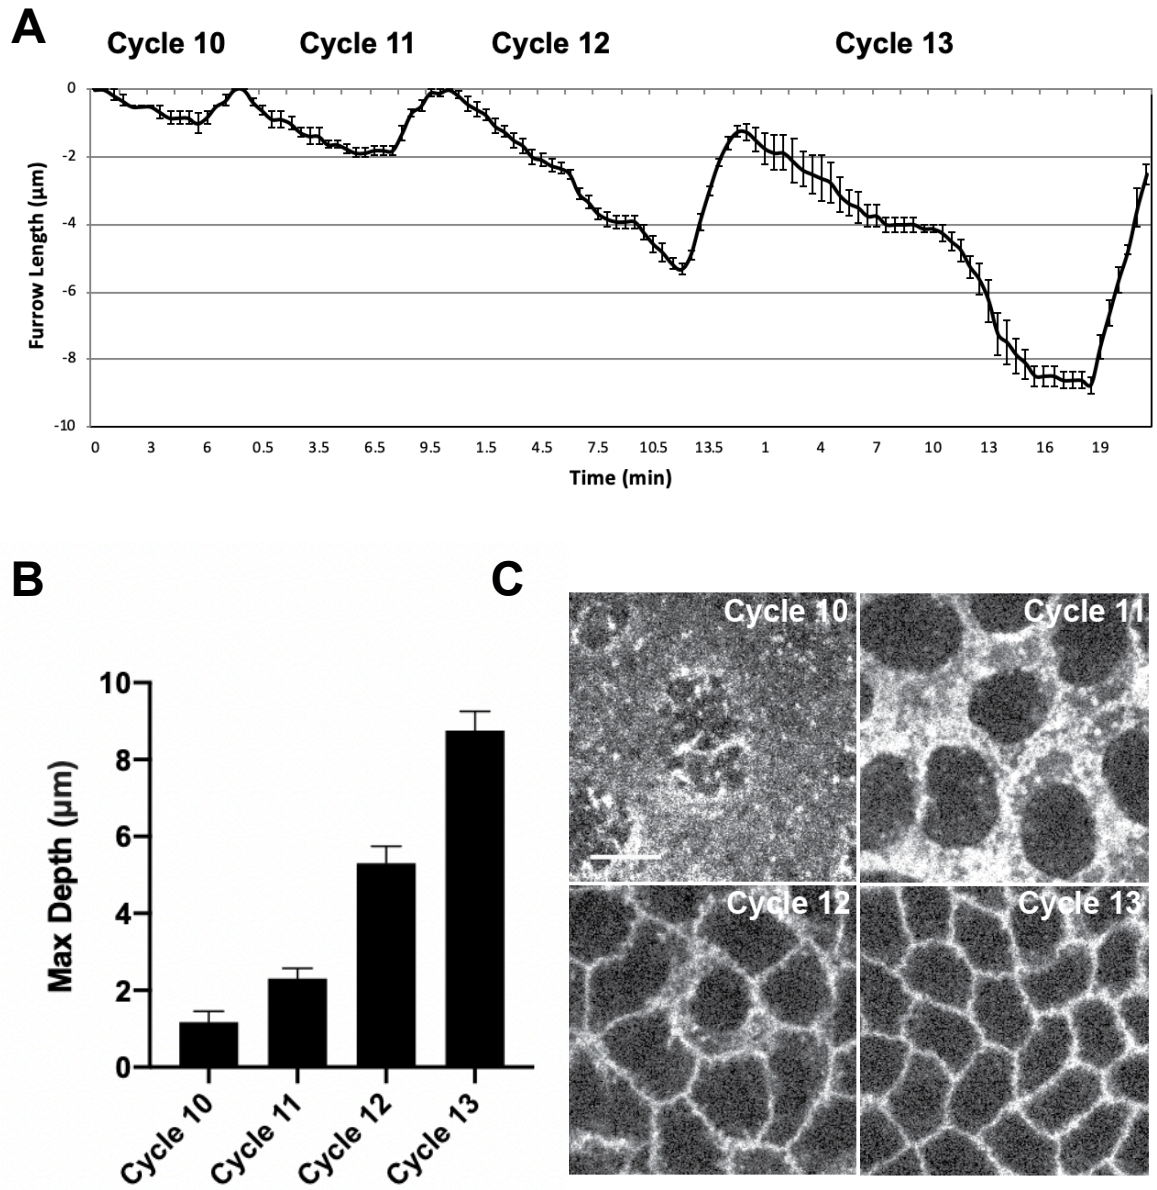 A
Cycle 10 Cycle 11 Cycle 12 Cycle 13
0
-2
-4
-6
-8
-10
Furrow Length (μm)
0 3 6 0.5 3.5 6.5 9.5 1.5 4.5 7.5 10.5 13.5 1 4 7 10 13 16 19
Time (min)
B
10
8
6
4
2
0
Max Depth (μm)
Cycle 10 Cycle 11 Cycle 12 Cycle 13
C
Cycle 10 Cycle 11
Cycle 12 Cycle 13